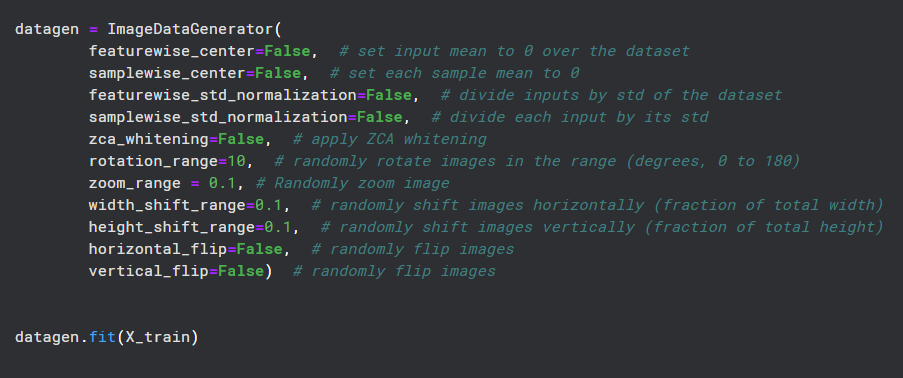 datagen = ImageDataGenerator(
        featurewise_center=False,  # set input mean to 0 over the dataset
        samplewise_center=False,  # set each sample mean to 0
        featurewise_std_normalization=False,  # divide inputs by std of the dataset
        samplewise_std_normalization=False,  # divide each input by its std
        zca_whitening=False,  # apply ZCA whitening
        rotation_range=10,  # randomly rotate images in the range (degrees, 0 to 180)
        zoom_range = 0.1, # Randomly zoom image
        width_shift_range=0.1,  # randomly shift images horizontally (fraction of total width)
        height_shift_range=0.1,  # randomly shift images vertically (fraction of total height)
        horizontal_flip=False,  # randomly flip images
        vertical_flip=False)  # randomly flip images
datagen.fit(X_train)